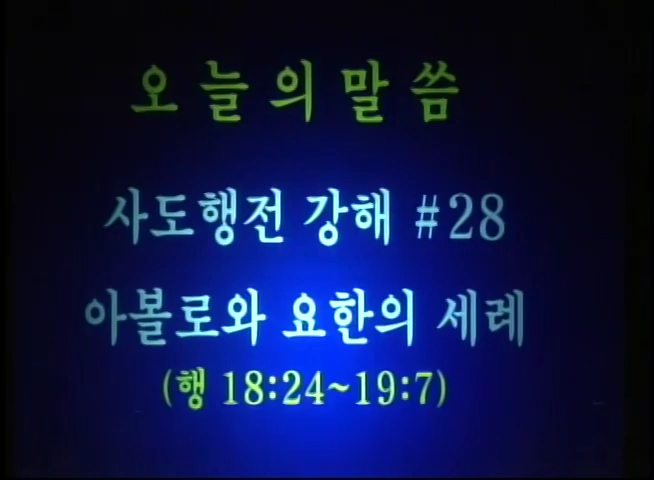 오늘의 말씀
사도행전 강해 #28
아볼로와 요한의 세례
(행 18:24~19:7)